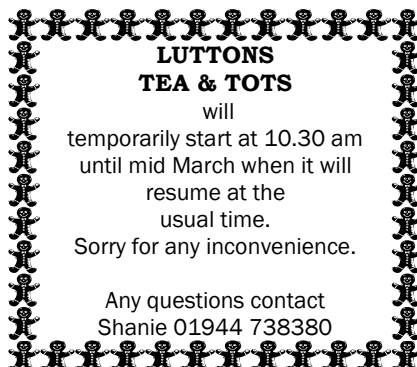 LUTTONS
TEA & TOTS
will
temporarily start at 10.30 am
until mid March when it will
resume at the
usual time.
Sorry for any inconvenience.
Any questions contact
Shanie 01944 738380